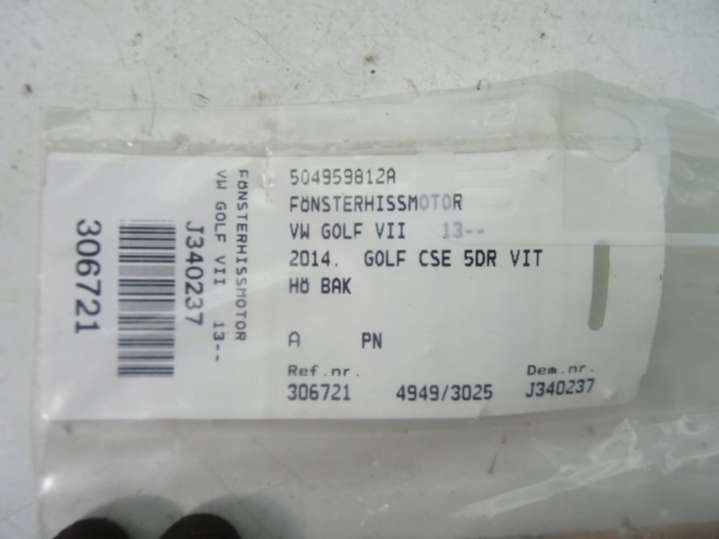 504959812A
FÖNSTERHISSMOTOR
VW GOLF VII 13--
2014. GOLF CSE 5DR VIT
HÖ BAK
A PN
Ref.nr. Dem.nr.
306721 4949/3025 J340237
FÖNSTERHISSMOTOR
VW GOLF VII 13--
J340237
306721